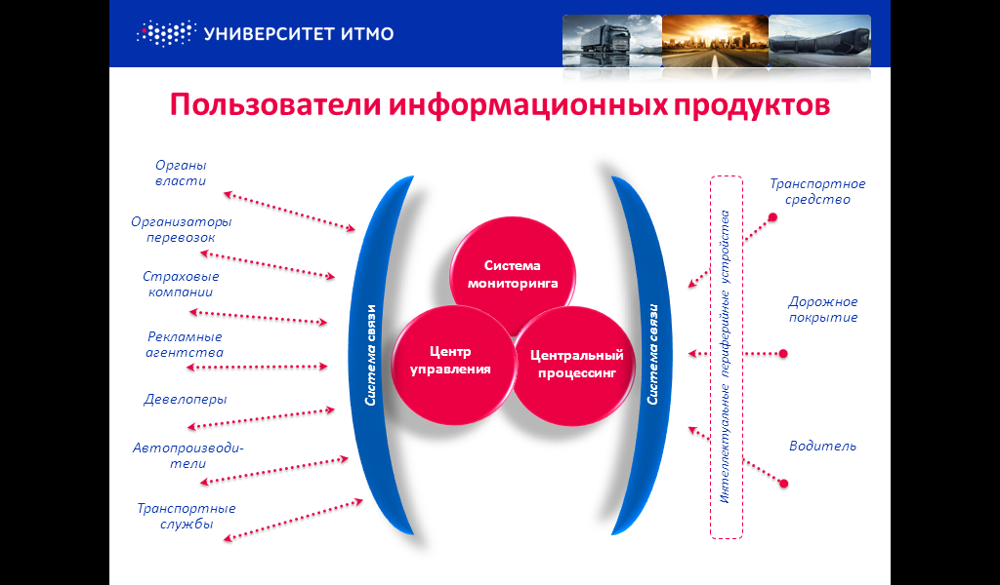 УНИВЕРСИТЕТ ИТМО
Пользователи информационных продуктов
Органы
власти
Организаторы
перевозок
Страховые
компании
Рекламные
агентства
Девелоперы
Автопроизводи-
тели
Транспортные
службы
Система связи
Система
мониторинга
Центр
управления
Центральный
процессинг
Система связи
Интеллектуальные периферийные устройства
Транспортное
средство
Дорожное
покрытие
Водитель